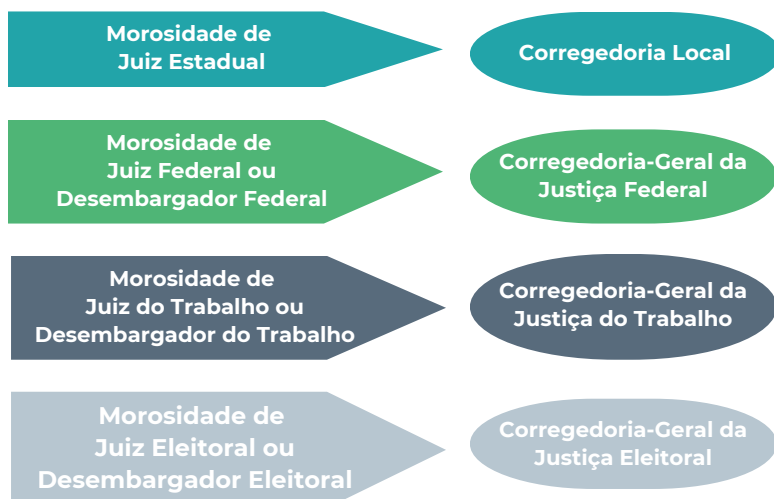 Morosidade de
Juiz Estadual
Corregedoria Local
Morosidade de
Juiz Federal ou
Desembargador Federal
Corregedoria-Geral da
Justiça Federal
Morosidade de
Juiz do Trabalho ou
Desembargador do Trabalho
Corregedoria-Geral da
Justiça do Trabalho
Morosidade de
Juiz Eleitoral ou
Desembargador Eleitoral
Corregedoria-Geral da
Justiça Eleitoral